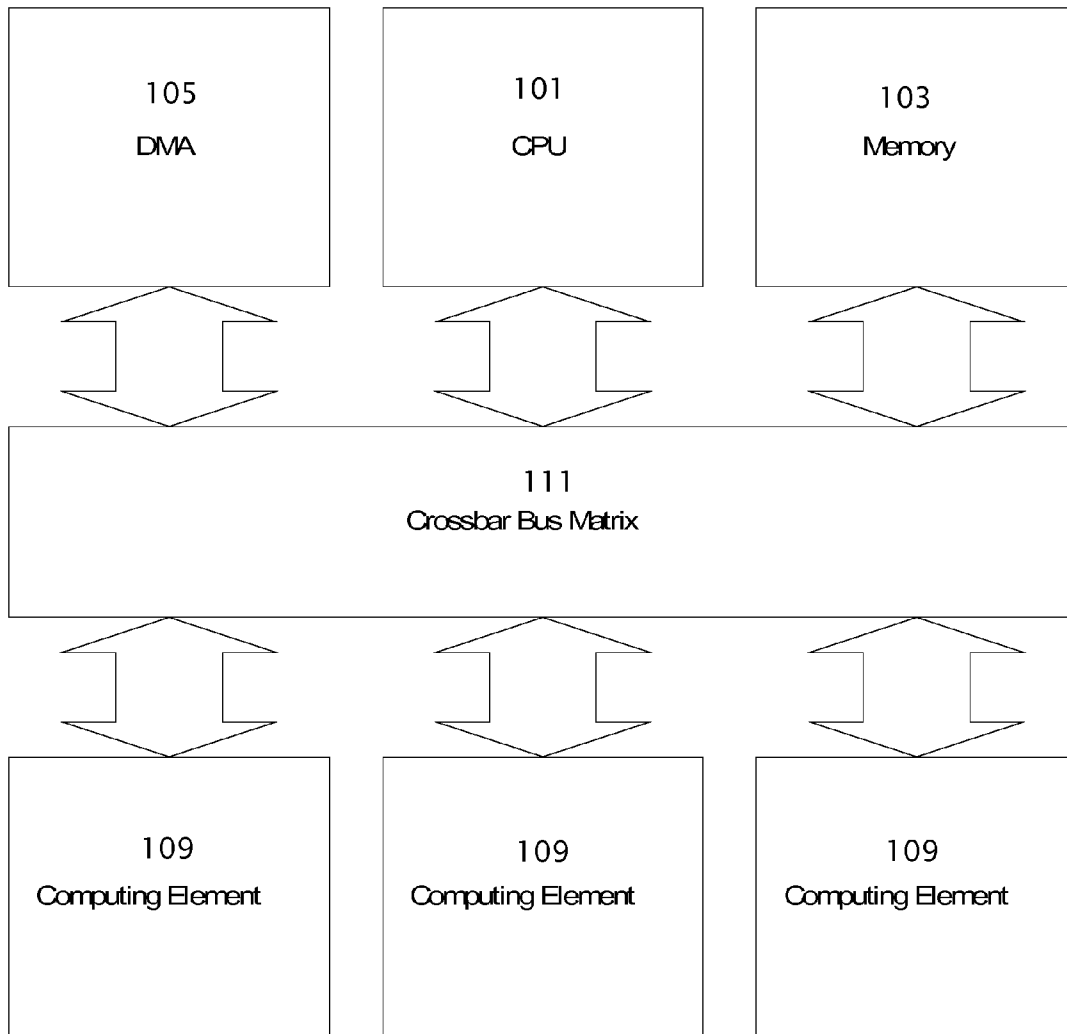 105
DMA
101
CPU
103
Memory
111
Crossbar Bus Matrix
109
Computing Element
109
Computing Element
109
Computing Element